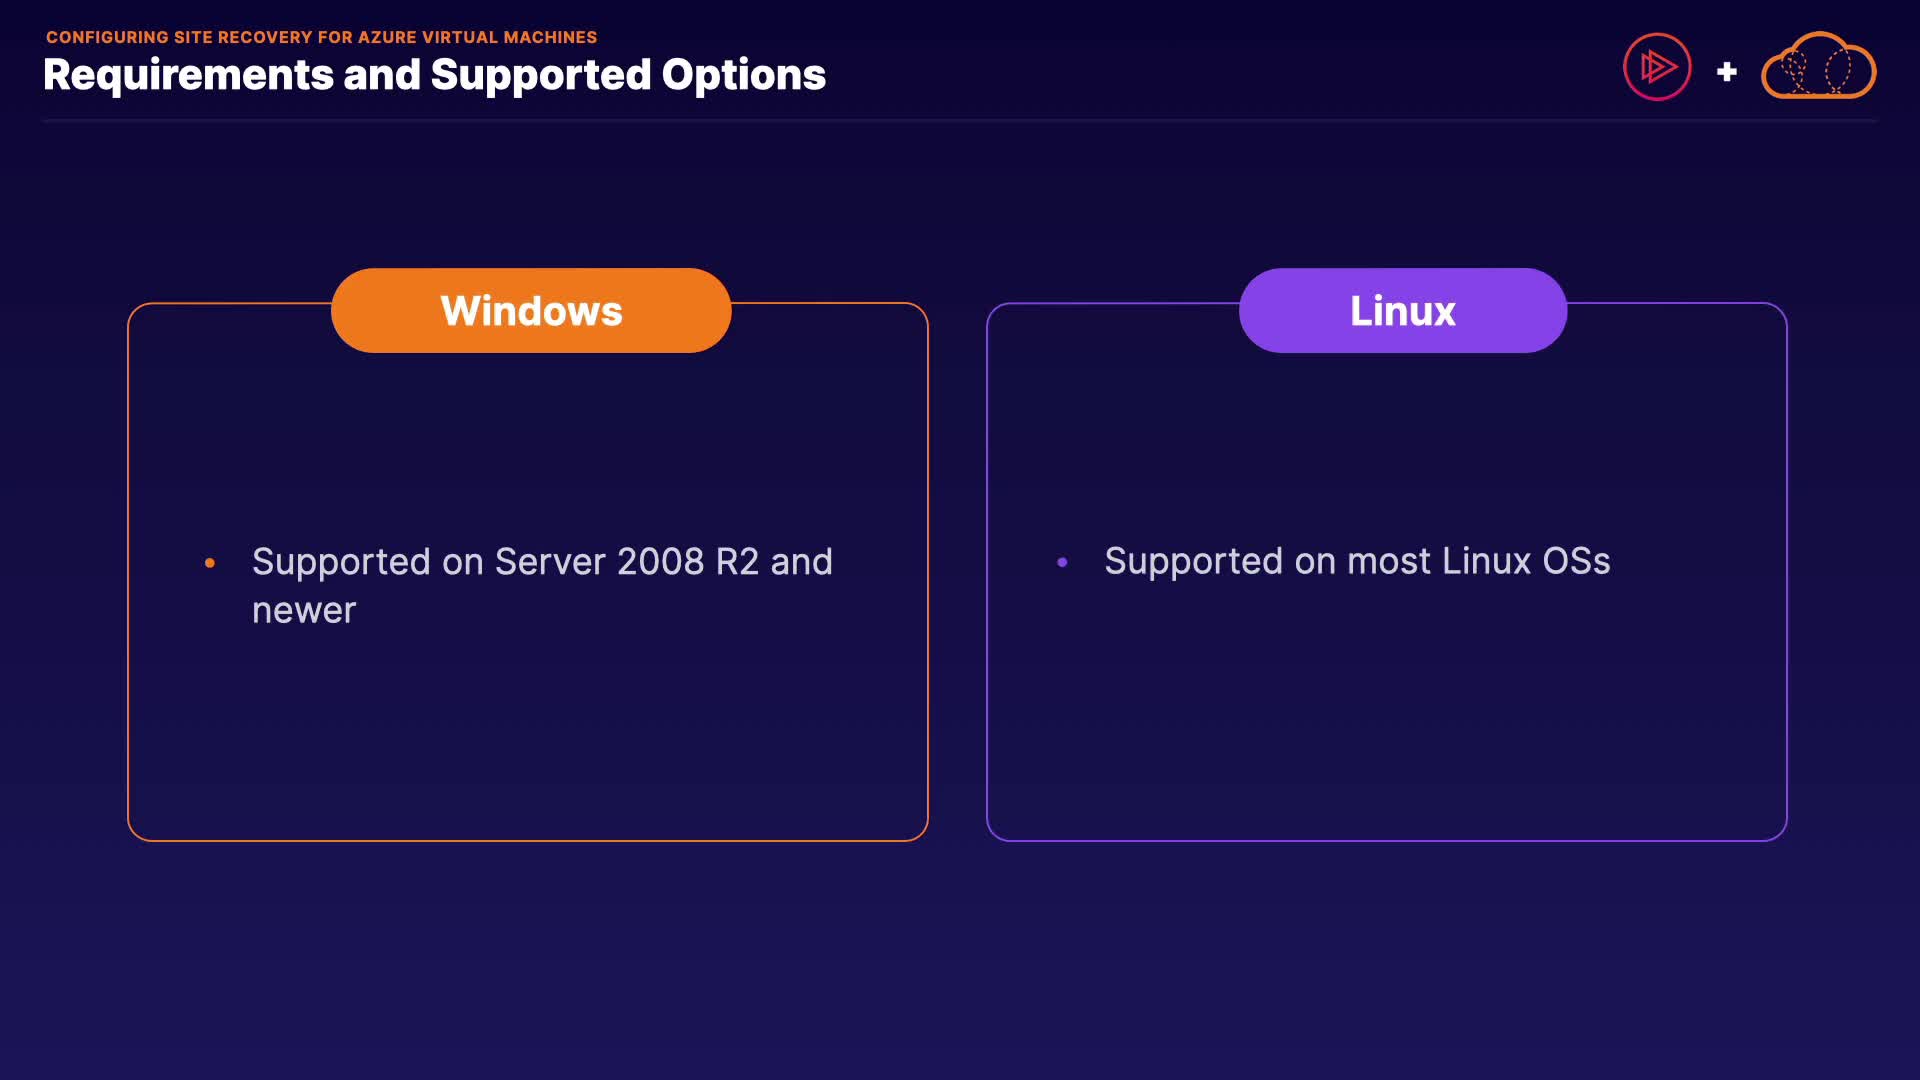 CONFIGURING SITE RECOVERY FOR AZURE VIRTUAL MACHINES
Requirements and Supported Options
Windows
• Supported on Server 2008 R2 and
newer
Linux
• Supported on most Linux OSs